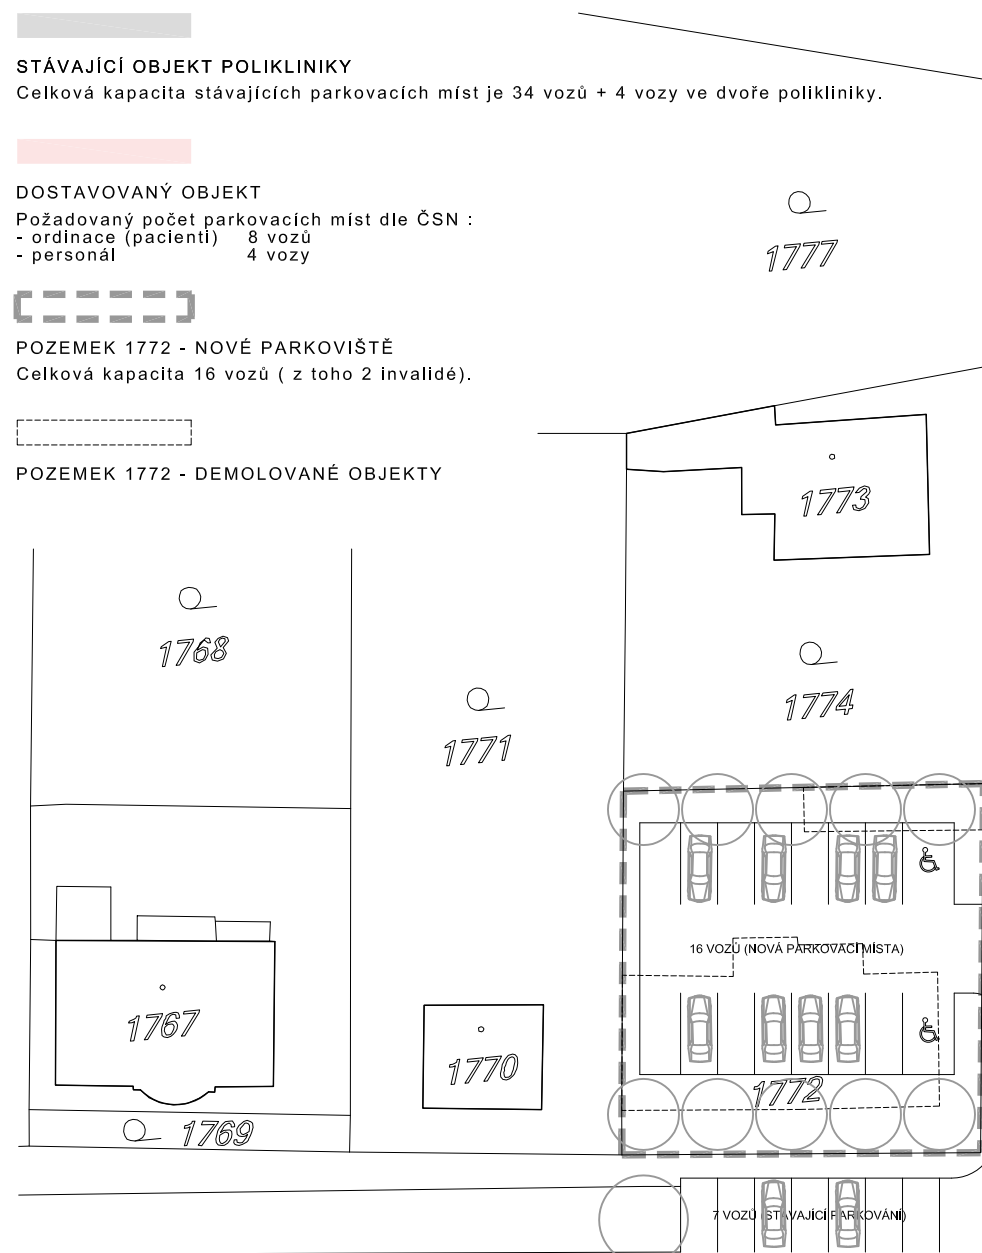 STÁVAJÍCÍ OBJEKT POLIKLINIKY
Celková kapacita stávajících parkovacích míst je 34 vozů + 4 vozy ve dvoře polikliniky.
DOSTAVOVANÝ OBJEKT
Požadovaný počet parkovacích míst dle ČSN :
- ordinace (pacienti) 8 vozů
- personál 4 vozy
POZEMEK 1772 - NOVÉ PARKOVIŠTĚ
Celková kapacita 16 vozů ( z toho 2 invalidé).
POZEMEK 1772 - DEMOLOVANÉ OBJEKTY
1777
1773
1768
1774
1771
16 VOZŮ (NOVÁ PARKOVACÍ MÍSTA)
1767
1770
1772
1769
7 VOZŮ (STÁVAJÍCÍ PARKOVÁNÍ)